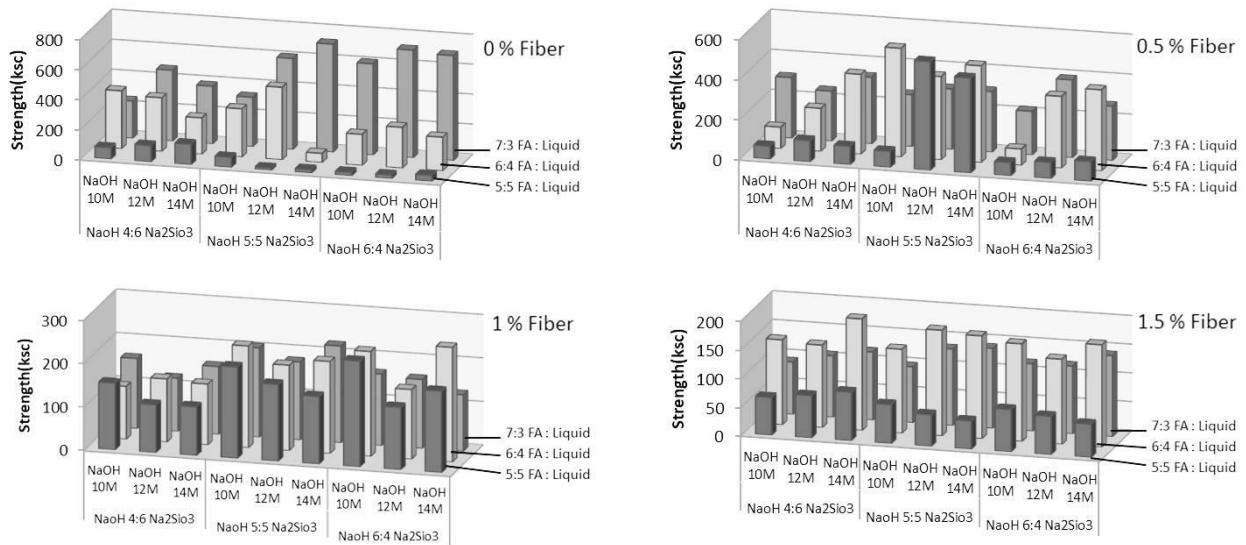 0 % Fiber
Strength(ksc)
800
600
400
200
0
7:3 FA : Liquid
6:4 FA : Liquid
5:5 FA : Liquid
NaOH NaOH NaOH NaOH NaOH NaOH NaOH NaOH NaOH
10M 12M 14M 10M 12M 14M 10M 12M 14M
NaoH 4:6 Na2Sio3 NaoH 5:5 Na2Sio3 NaoH 6:4 Na2Sio3
0.5 % Fiber
Strength(ksc)
600
400
200
0
7:3 FA : Liquid
6:4 FA : Liquid
5:5 FA : Liquid
NaOH NaOH NaOH NaOH NaOH NaOH NaOH NaOH NaOH
10M 12M 14M 10M 12M 14M 10M 12M 14M
NaoH 4:6 Na2Sio3 NaoH 5:5 Na2Sio3 NaoH 6:4 Na2Sio3
1 % Fiber
Strength(ksc)
300
200
100
0
7:3 FA : Liquid
6:4 FA : Liquid
5:5 FA : Liquid
NaOH NaOH NaOH NaOH NaOH NaOH NaOH NaOH NaOH
10M 12M 14M 10M 12M 14M 10M 12M 14M
NaoH 4:6 Na2Sio3 NaoH 5:5 Na2Sio3 NaoH 6:4 Na2Sio3
1.5 % Fiber
Strength(ksc)
200
150
100
50
0
7:3 FA : Liquid
6:4 FA : Liquid
5:5 FA : Liquid
NaOH NaOH NaOH NaOH NaOH NaOH NaOH NaOH NaOH
10M 12M 14M 10M 12M 14M 10M 12M 14M
NaoH 4:6 Na2Sio3 NaoH 5:5 Na2Sio3 NaoH 6:4 Na2Sio3